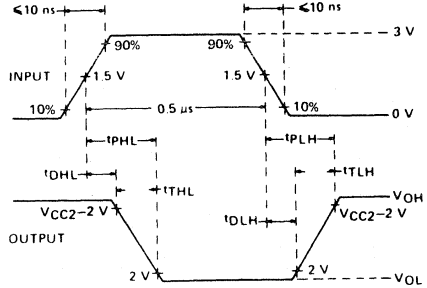 ≤10 ns ≤10 ns
90% 90% 3 V
INPUT 1.5 V 1.5 V
10% 0.5 µs 10% 0 V
tPHL tPLH
tDHL tTHL tTLH
VCC2–2 V tDLH VOH
VCC2–2 V
OUTPUT
2 V 2 V VOL